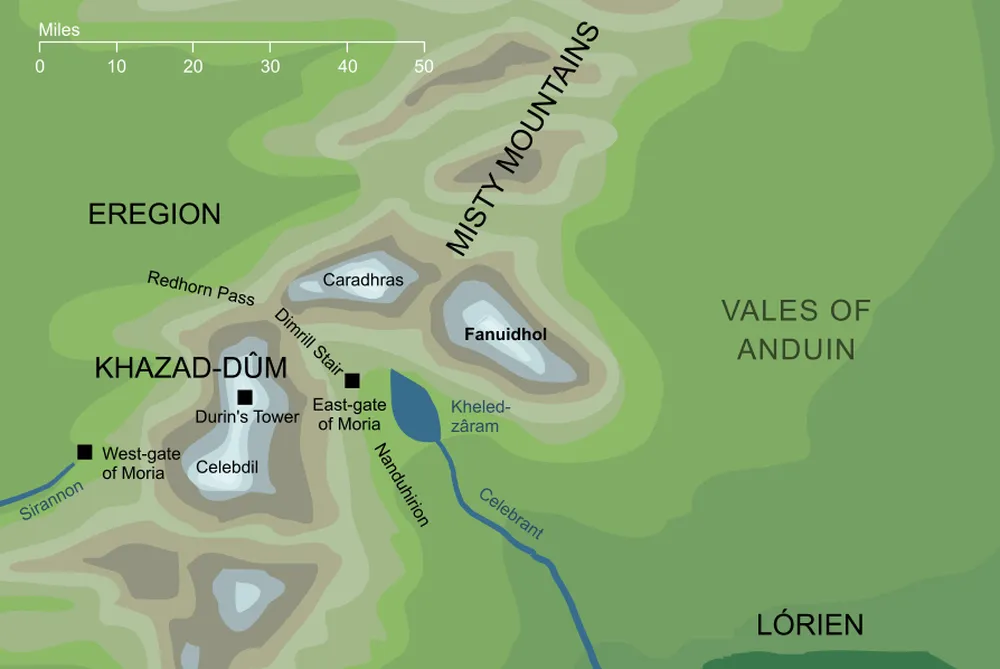 Miles
0 10 20 30 40 50
MISTY MOUNTAINS
EREGION
Redhorn Pass
Caradhras
Dimrill Stair
Fanuidhol
VALES OF
ANDUIN
KHAZAD-DÛM
Durin's Tower
East-gate
of Moria
Kheled-
zâram
West-gate
of Moria
Celebdil
Nanduhirion
Sirannon
Celebrant
LÓRIEN